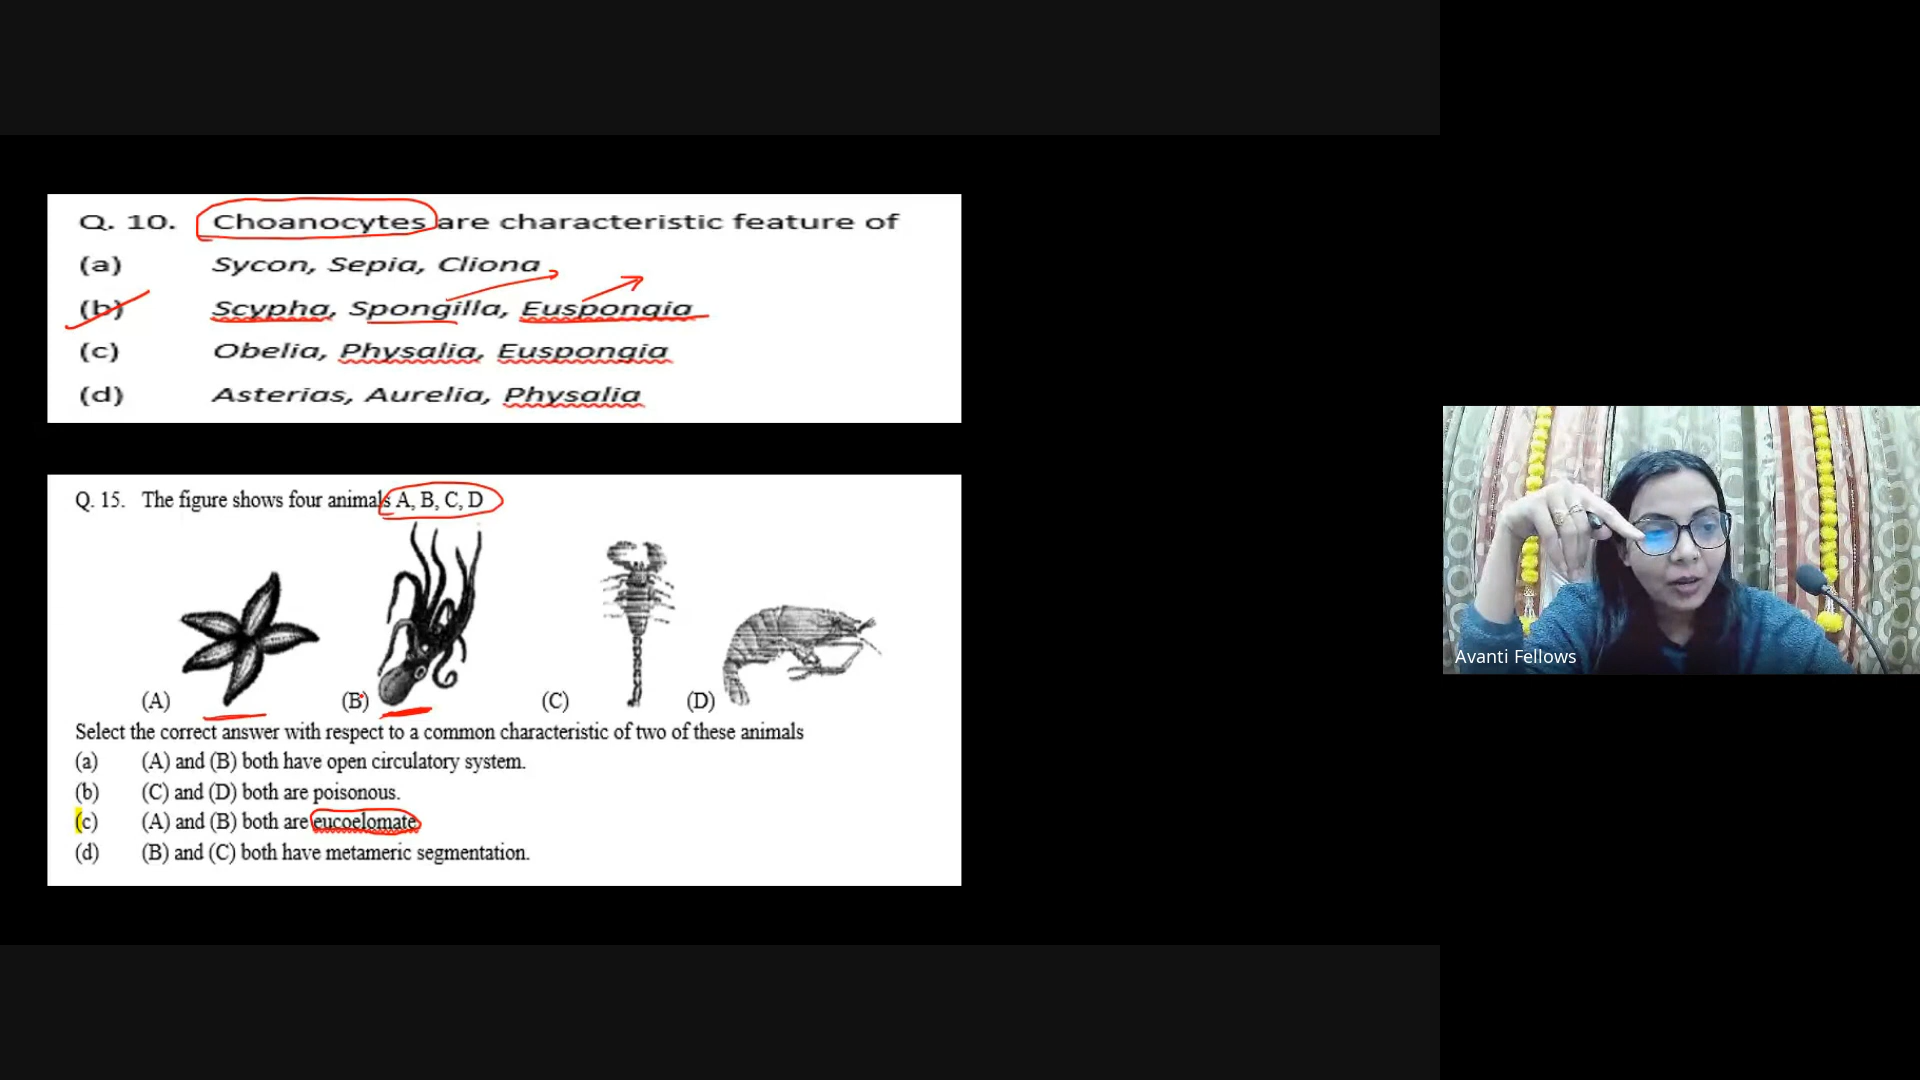 Q. 10. Choanocytes are characteristic feature of
(a) Sycon, Sepia, Cliona
(b) Scypha, Spongilla, Euspongia
(c) Obelia, Physalia, Euspongia
(d) Asterias, Aurelia, Physalia
Q. 15. The figure shows four animals A, B, C, D
(A) (B) (C) (D)
Select the correct answer with respect to a common characteristic of two of these animals
(a) (A) and (B) both have open circulatory system.
(b) (C) and (D) both are poisonous.
(c) (A) and (B) both are eucoelomate
(d) (B) and (C) both have metameric segmentation.
Avanti Fellows